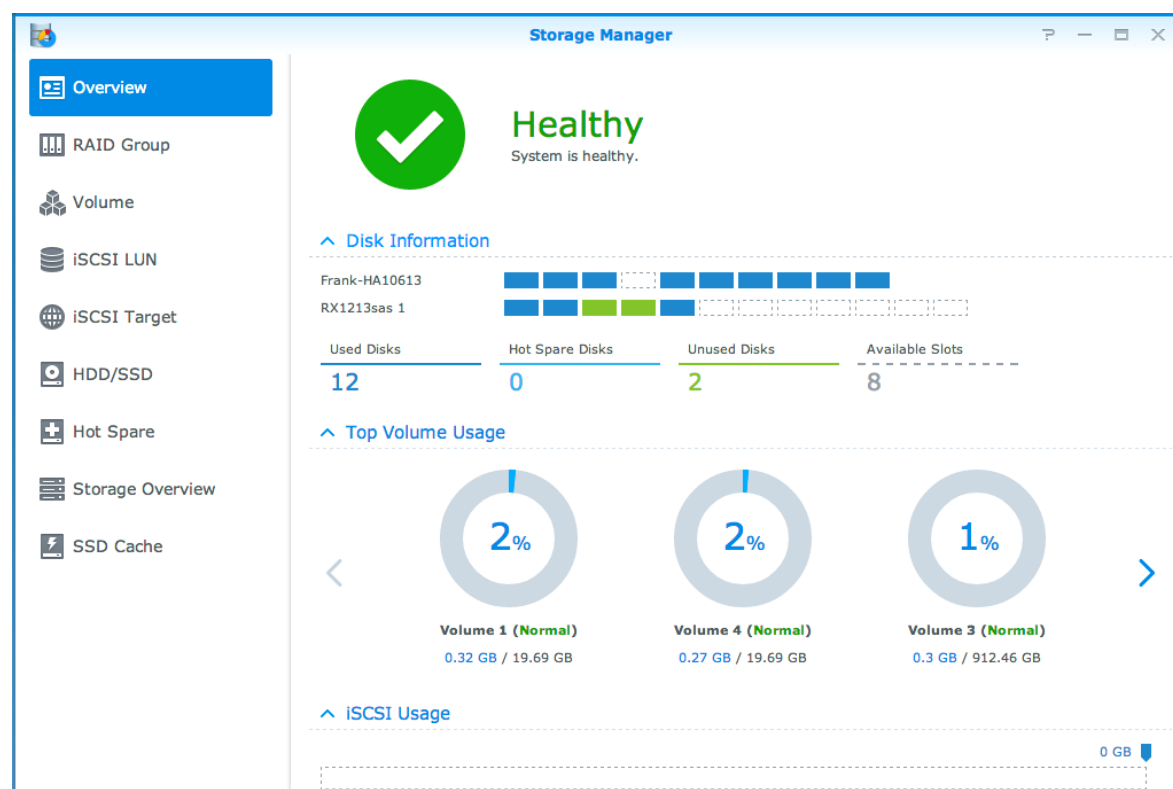 Storage Manager
Overview
RAID Group
Volume
iSCSI LUN
iSCSI Target
HDD/SSD
Hot Spare
Storage Overview
SSD Cache
Healthy
System is healthy.
Disk Information
Frank-HA10613
RX1213sas 1
Used Disks Hot Spare Disks Unused Disks Available Slots
12 0 2 8
Top Volume Usage
2% 2% 1%
Volume 1 (Normal) Volume 4 (Normal) Volume 3 (Normal)
0.32 GB / 19.69 GB 0.27 GB / 19.69 GB 0.3 GB / 912.46 GB
iSCSI Usage
0 GB